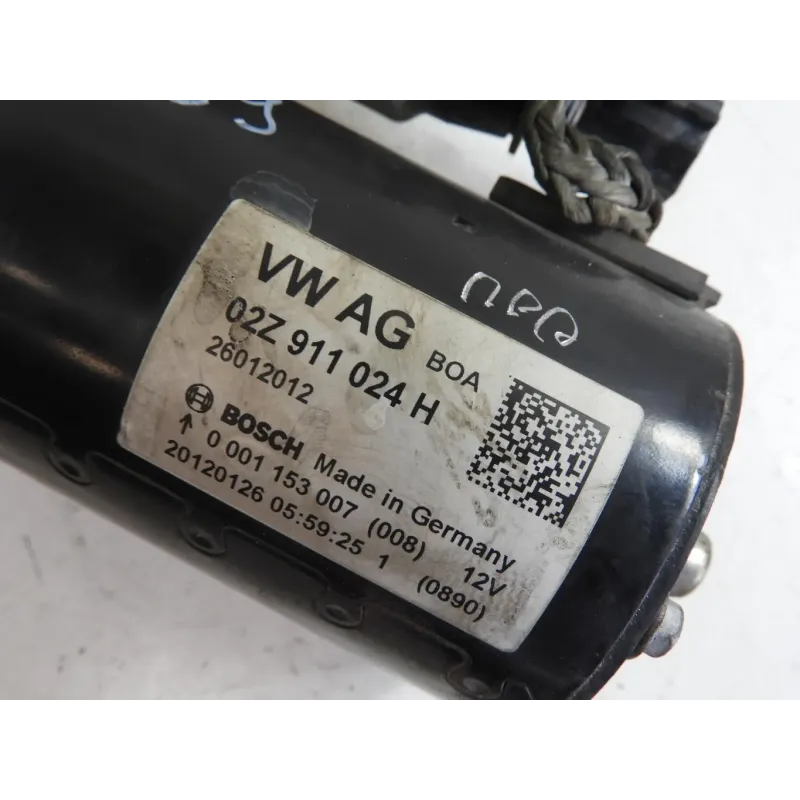 VW AG BOA
02Z 911 024 H
26012012
BOSCH Made in Germany
0 001 153 007 (008) 12V
20120126 05:59:25 1 (0890)